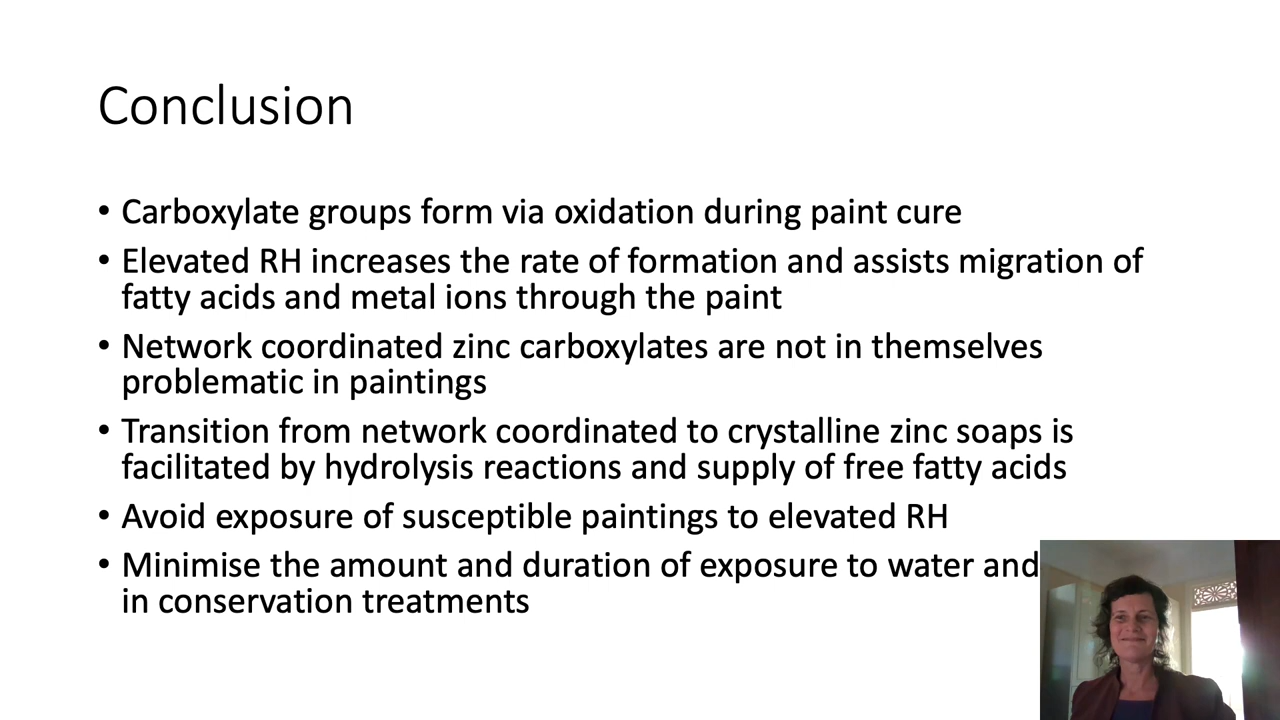 Conclusion
• Carboxylate groups form via oxidation during paint cure
• Elevated RH increases the rate of formation and assists migration of
fatty acids and metal ions through the paint
• Network coordinated zinc carboxylates are not in themselves
problematic in paintings
• Transition from network coordinated to crystalline zinc soaps is
facilitated by hydrolysis reactions and supply of free fatty acids
• Avoid exposure of susceptible paintings to elevated RH
• Minimise the amount and duration of exposure to water and
in conservation treatments